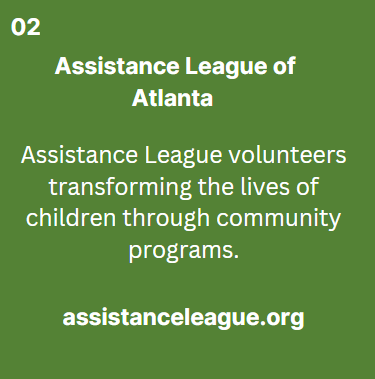 02
Assistance League of
Atlanta
Assistance League volunteers
transforming the lives of
children through community
programs.
assistanceleague.org